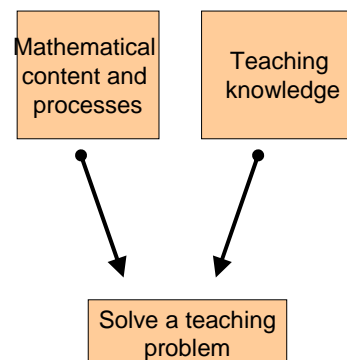 Mathematical
content and
processes
Teaching
knowledge
Solve a teaching
problem